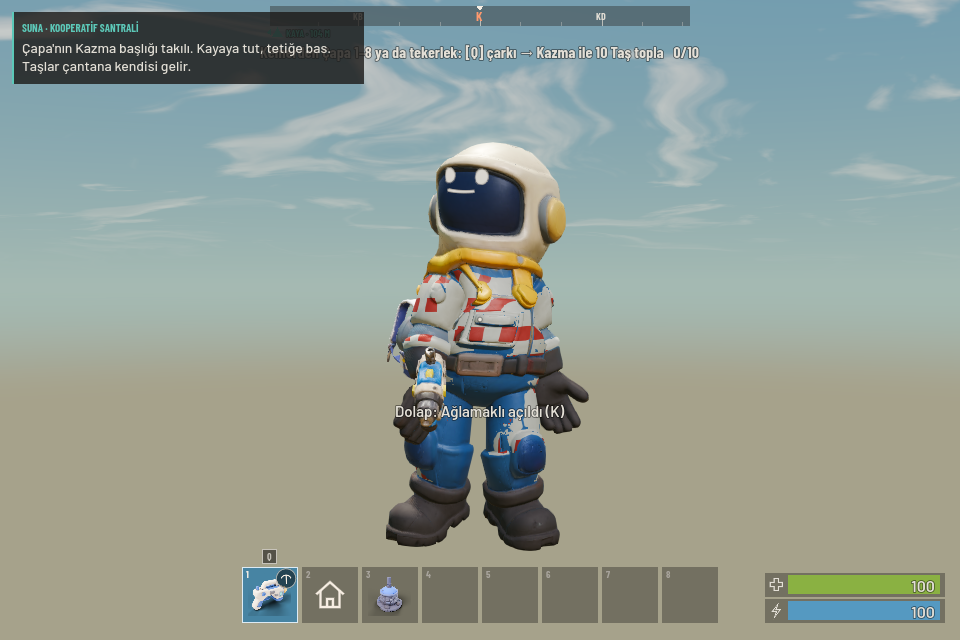 K
KD
SUNA · KOOPERATİF SANTRALİ
Çapa'nın Kazma başlığı takılı. Kayaya tut, tetiğe bas.
Taşlar çantana kendisi gelir.
1-8 ya da tekerlek: [Q] çarkı → Kazma ile 10 Taş topla 0/10
Dolap: Ağlamaklı açıldı (K)
Q
1
2
3
4
5
6
7
8
100
100